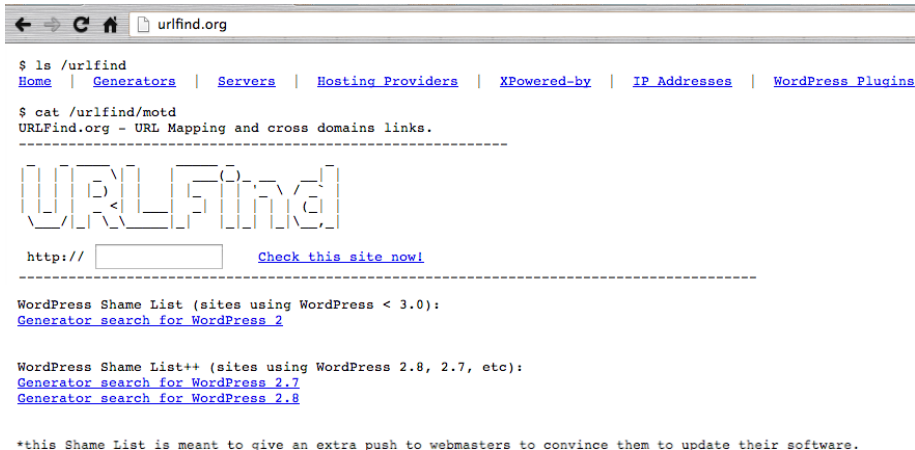 urlfind.org
$ ls /urlfind
Home | Generators | Servers | Hosting Providers | XPowered-by | IP Addresses | WordPress Plugins
$ cat /urlfind/motd
URLFind.org - URL Mapping and cross domains links.
URLFind
http:// Check this site now!
WordPress Shame List (sites using WordPress < 3.0):
Generator search for WordPress 2
WordPress Shame List++ (sites using WordPress 2.8, 2.7, etc):
Generator search for WordPress 2.7
Generator search for WordPress 2.8
*this Shame List is meant to give an extra push to webmasters to convince them to update their software.